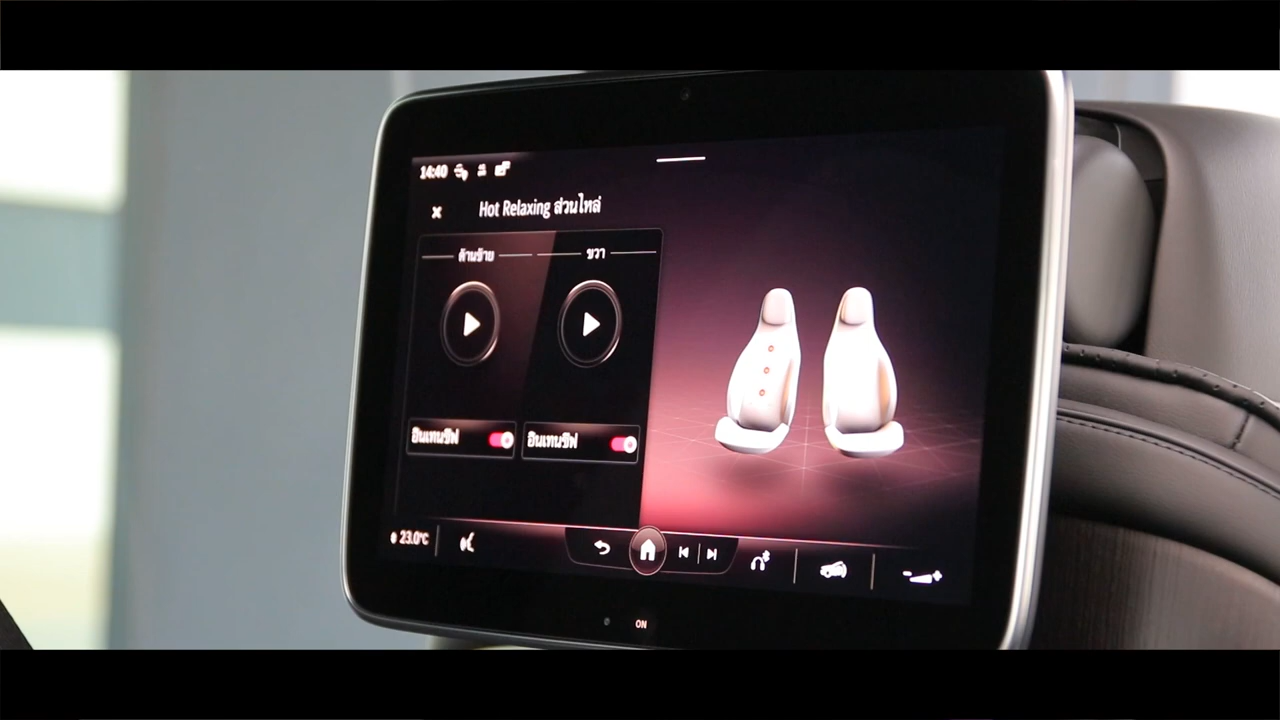 14:40
Hot Relaxing ส่วนไหล่
ด้านซ้าย ขวา
อินเทนซีฟ อินเทนซีฟ
23.0°C
ON